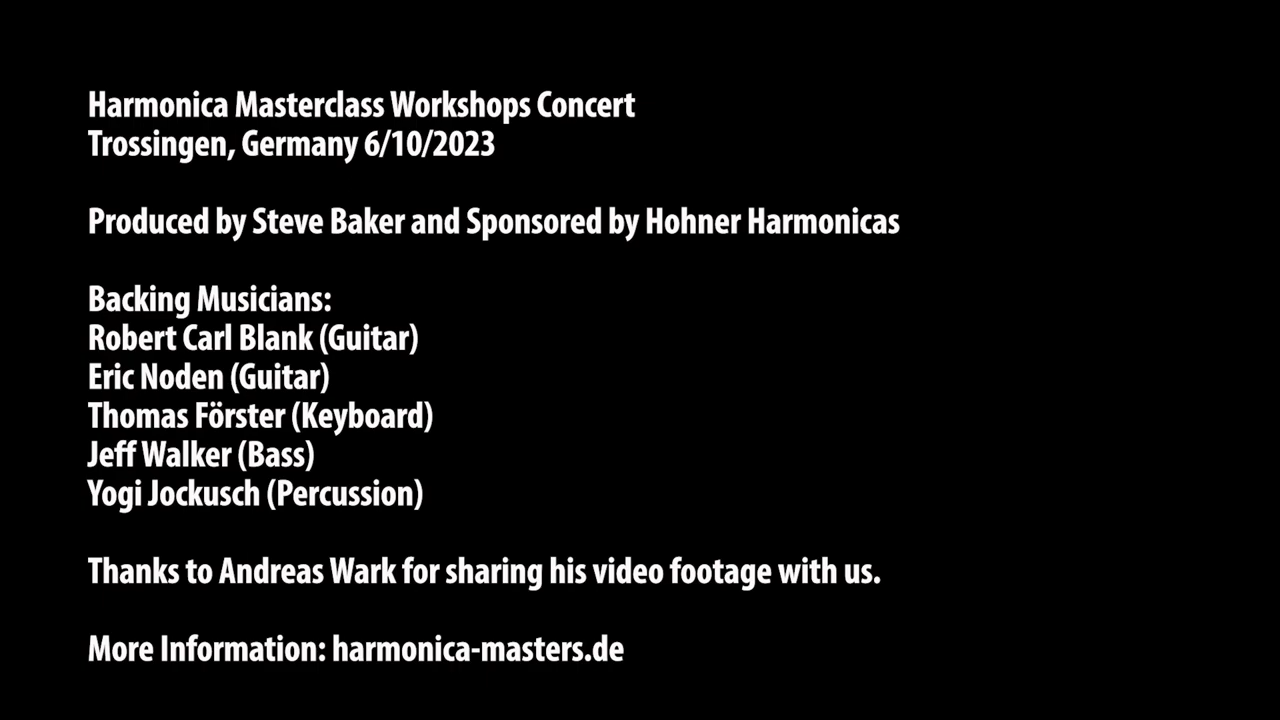 Harmonica Masterclass Workshops Concert
Trossingen, Germany 6/10/2023
Produced by Steve Baker and Sponsored by Hohner Harmonicas
Backing Musicians:
Robert Carl Blank (Guitar)
Eric Noden (Guitar)
Thomas Förster (Keyboard)
Jeff Walker (Bass)
Yogi Jockusch (Percussion)
Thanks to Andreas Wark for sharing his video footage with us.
More Information: harmonica-masters.de